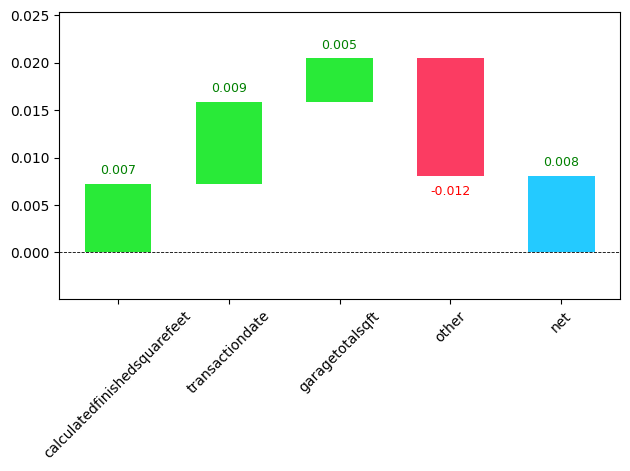 0.025
0.020
0.015
0.010
0.005
0.000
0.007
0.009
0.005
-0.012
0.008
calculatedfinishedsquarefeet
transactiondate
garagetotalsqft
other
net